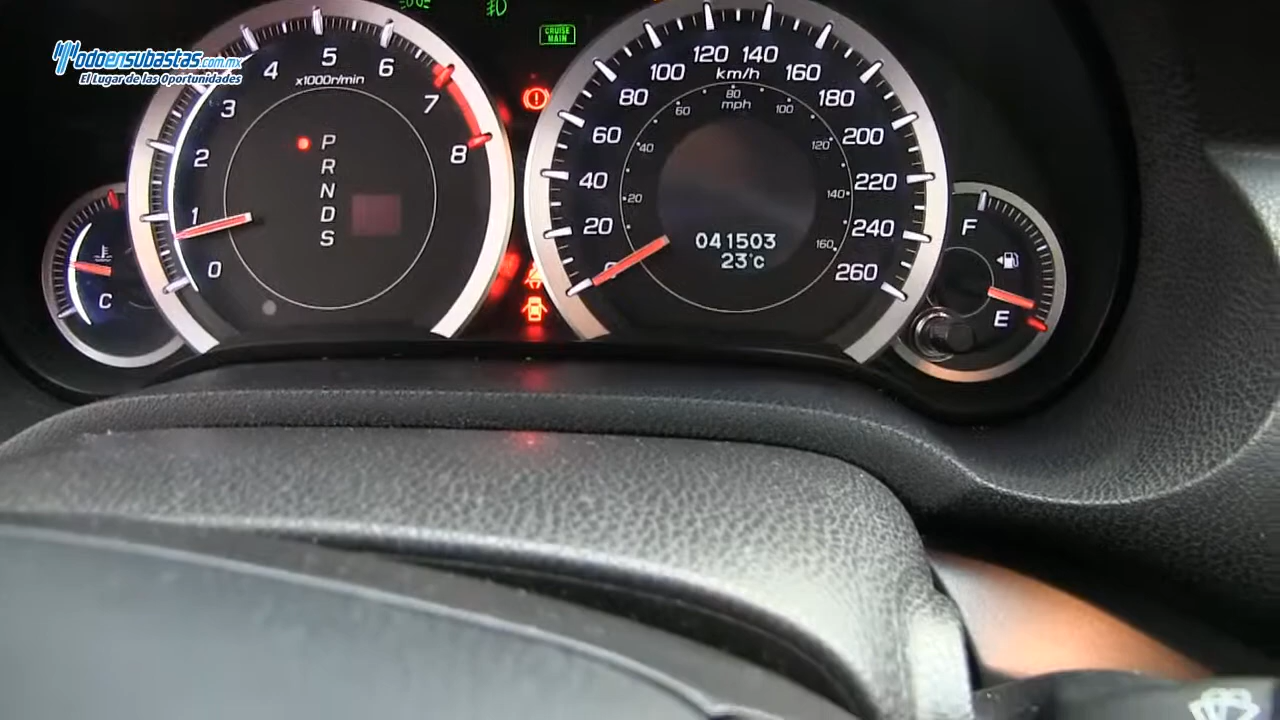 odoensubastas.com.mx
El Lugar de las Oportunidades
CRUISE
MAIN
0
1
2
3
4
5
6
7
8
x1000r/min
P
R
N
D
S
C
20
40
60
80
100
120
140
160
180
200
220
240
260
km/h
mph
20
40
60
80
100
120
140
160
041503
23°C
F
E